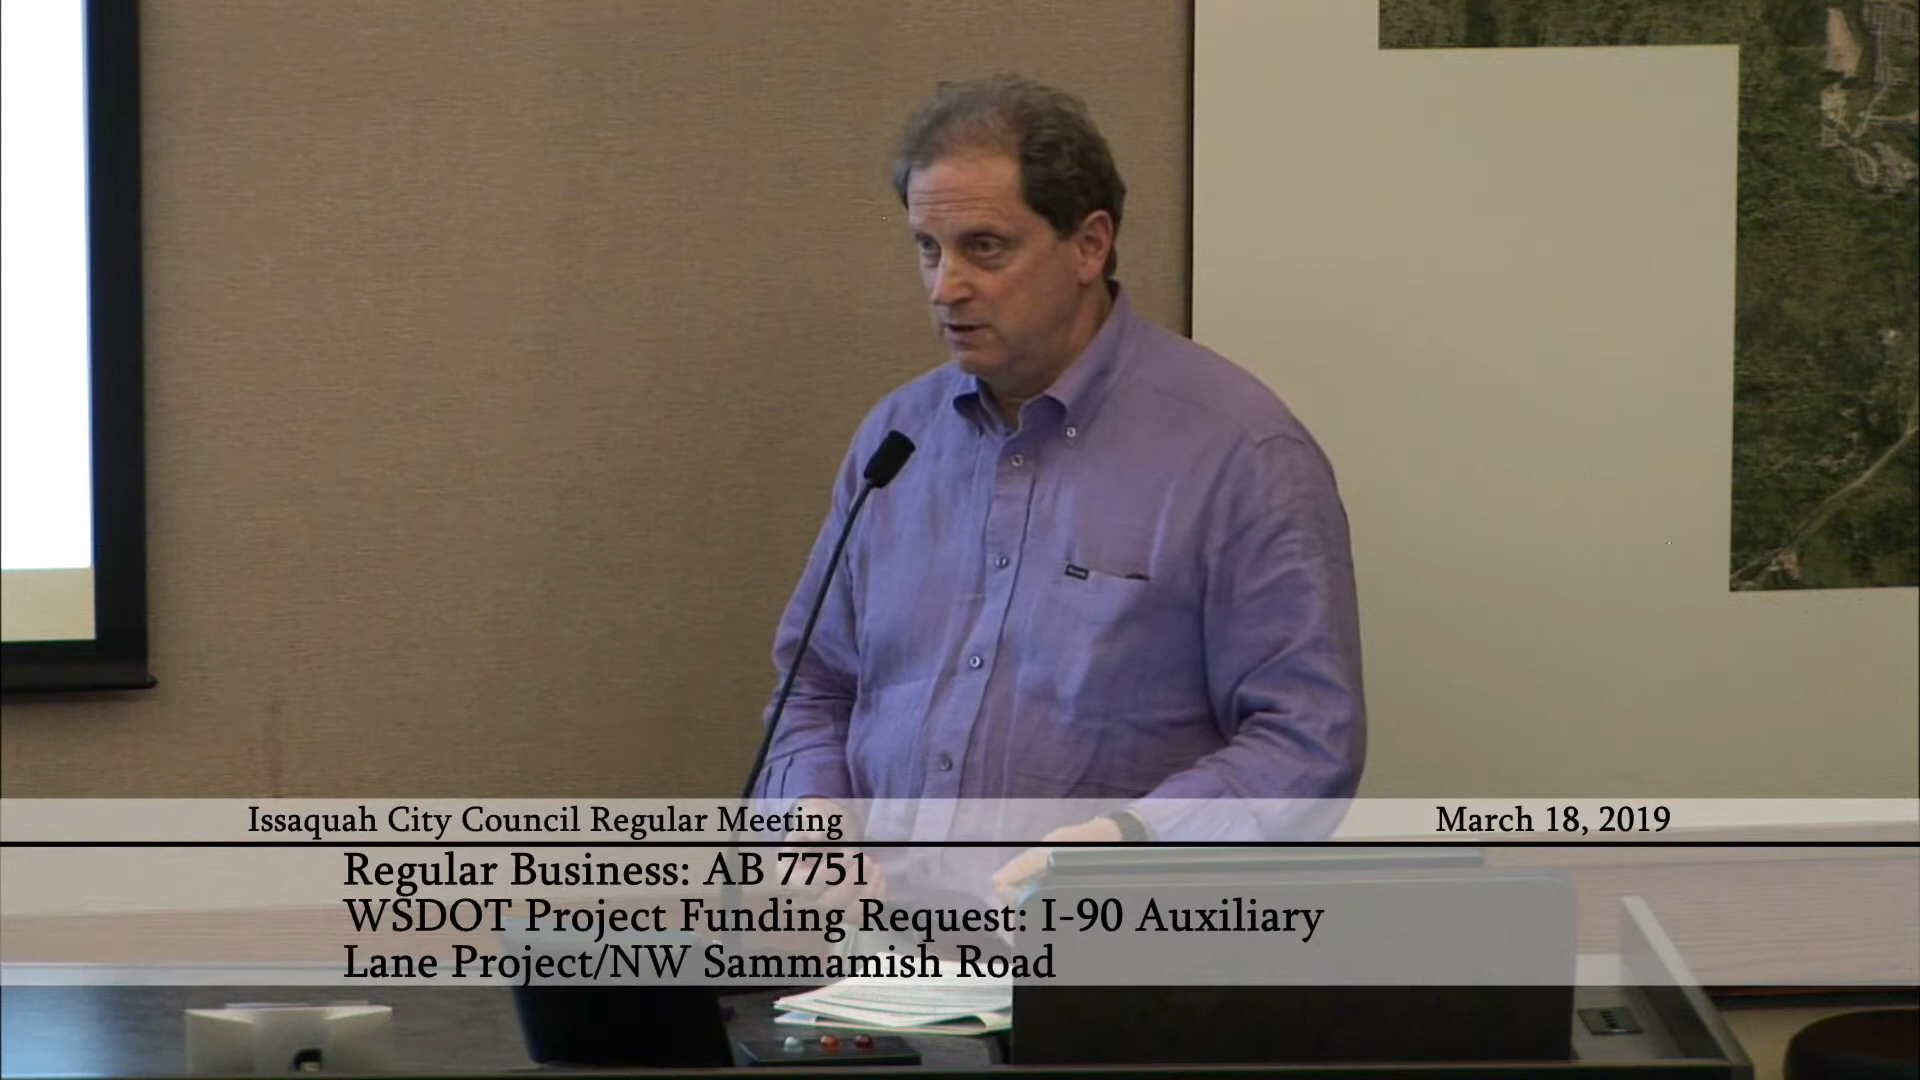 Issaquah City Council Regular Meeting
March 18, 2019
Regular Business: AB 7751
WSDOT Project Funding Request: I-90 Auxiliary
Lane Project/NW Sammamish Road